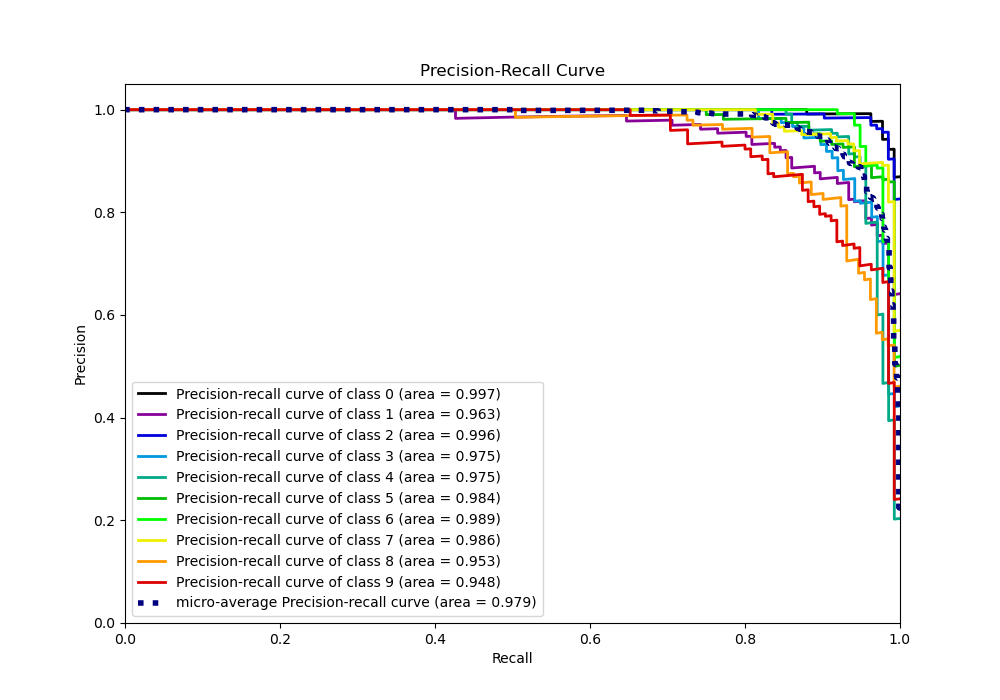 Precision-Recall Curve
1.0
0.8
0.6
0.4
0.2
0.0
Precision
Precision-recall curve of class 0 (area = 0.997)
Precision-recall curve of class 1 (area = 0.963)
Precision-recall curve of class 2 (area = 0.996)
Precision-recall curve of class 3 (area = 0.975)
Precision-recall curve of class 4 (area = 0.975)
Precision-recall curve of class 5 (area = 0.984)
Precision-recall curve of class 6 (area = 0.989)
Precision-recall curve of class 7 (area = 0.986)
Precision-recall curve of class 8 (area = 0.953)
Precision-recall curve of class 9 (area = 0.948)
micro-average Precision-recall curve (area = 0.979)
0.0 0.2 0.4 0.6 0.8 1.0
Recall